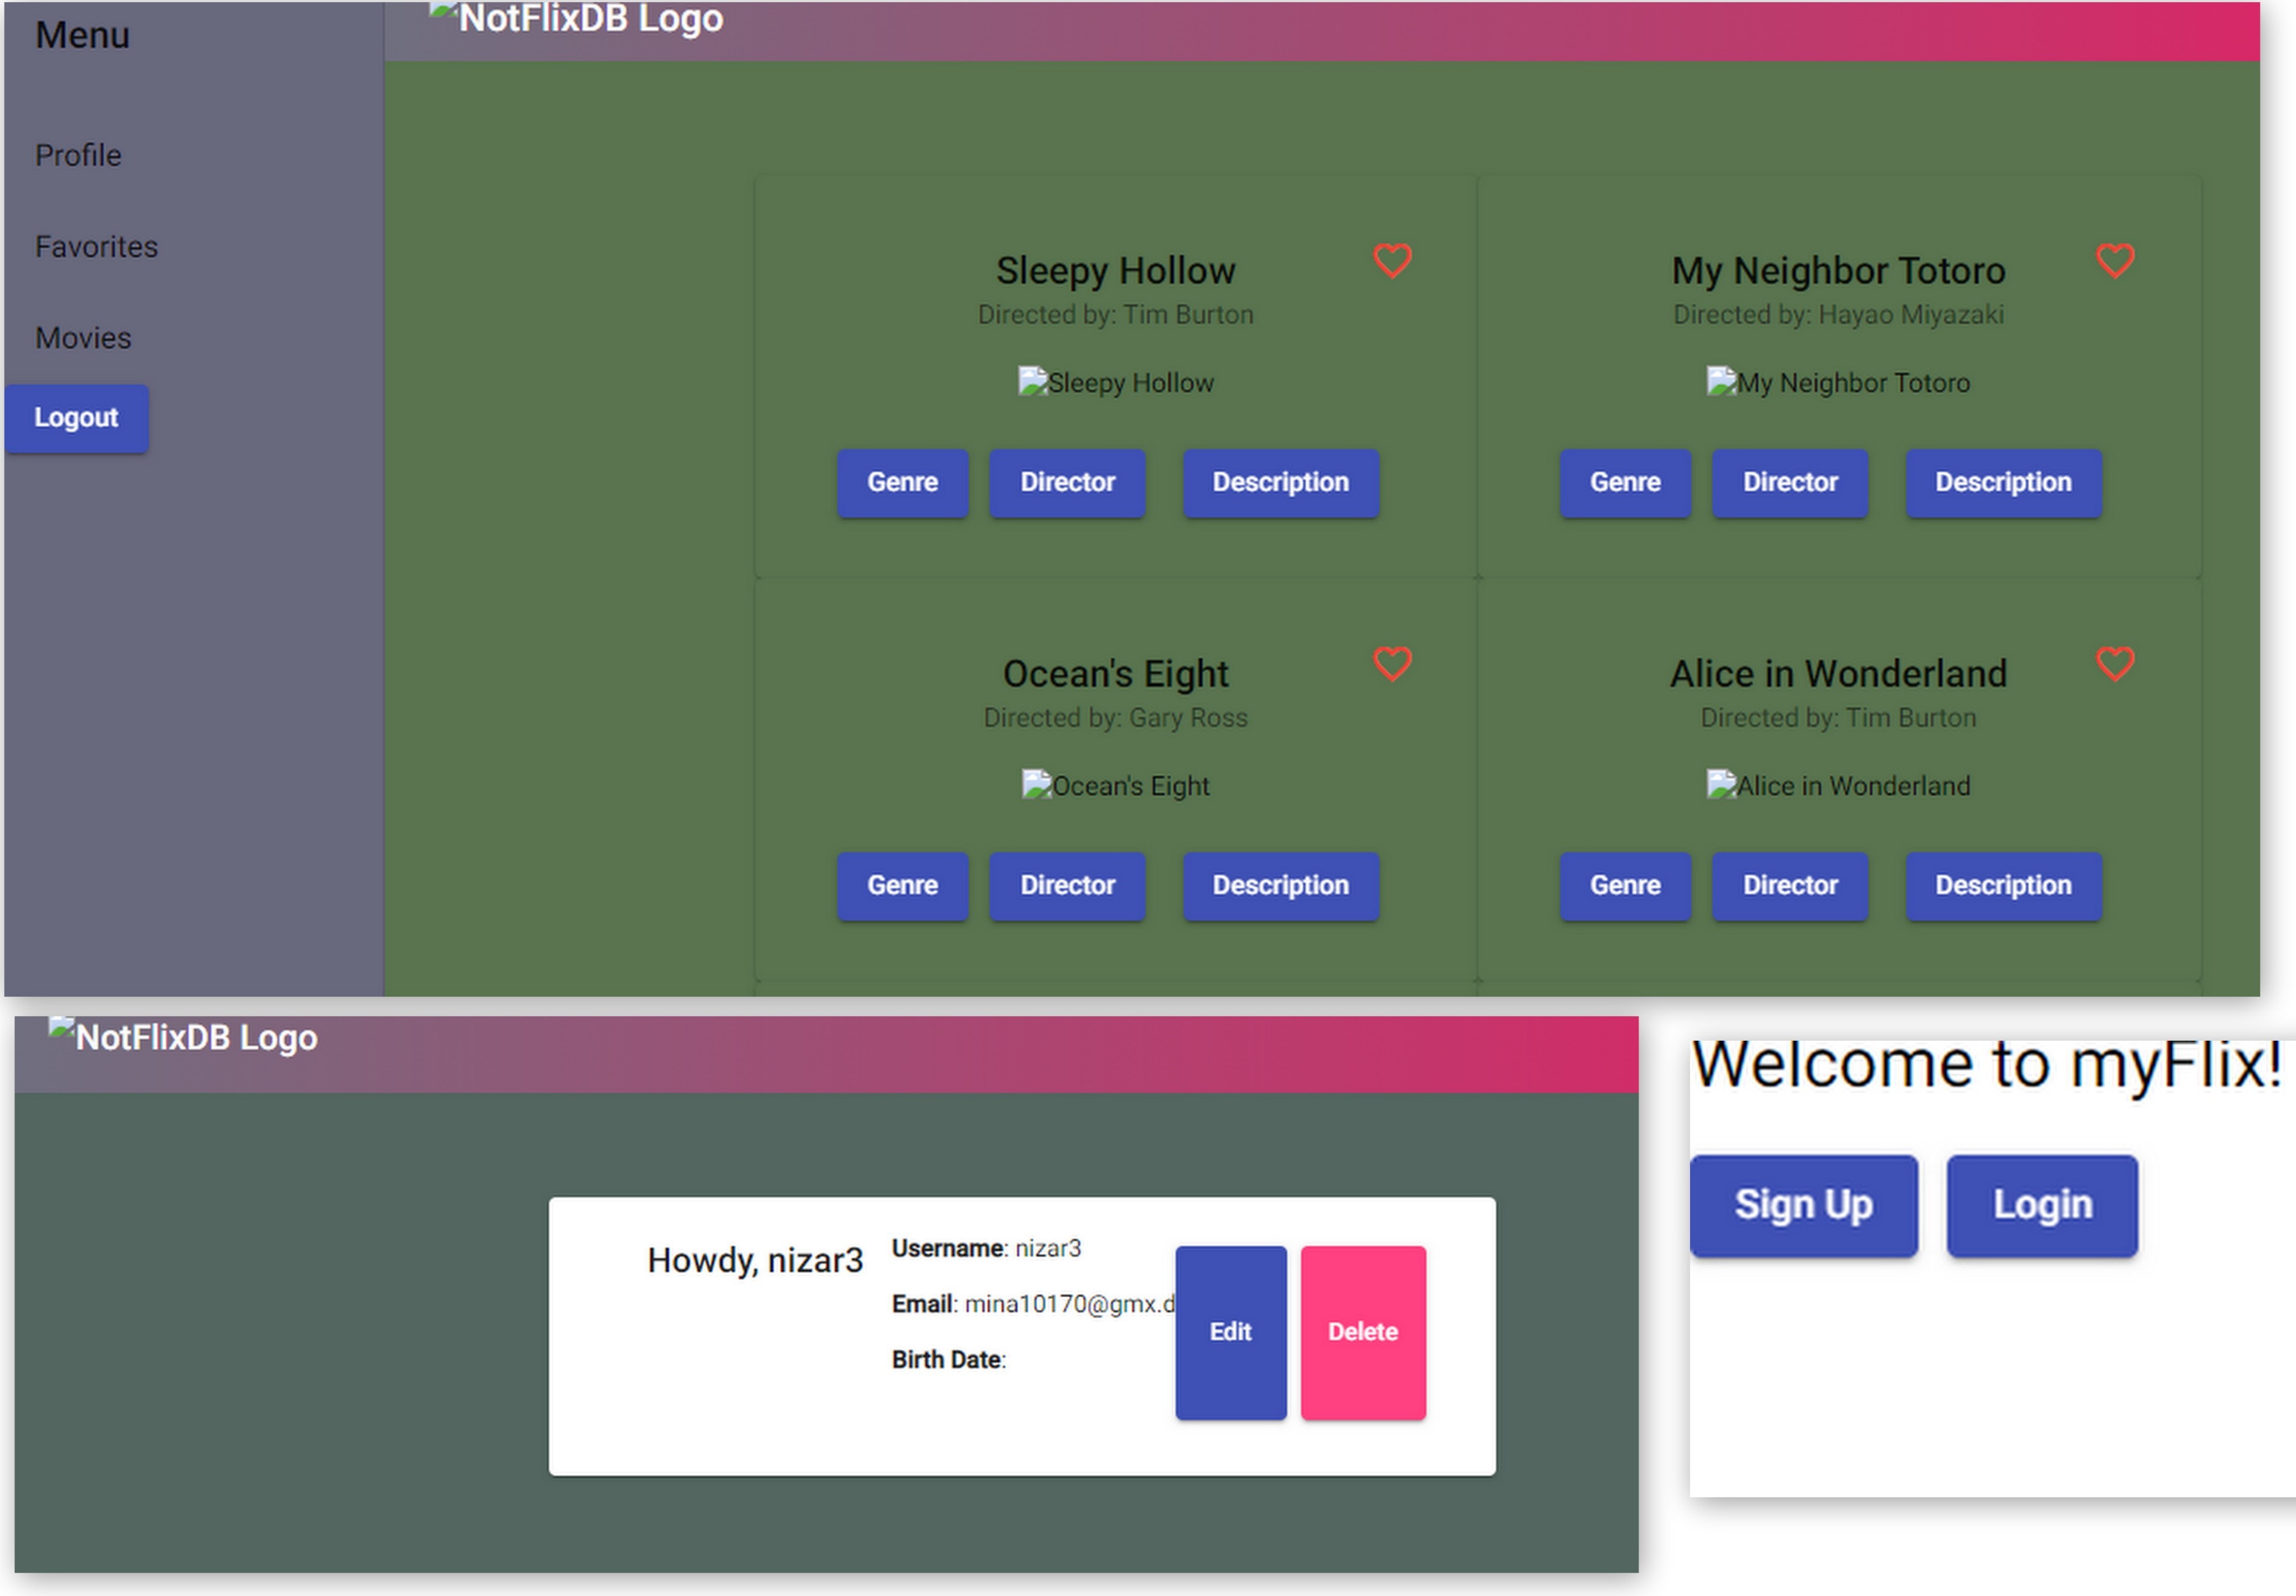 Menu
NotFlixDB Logo
Profile
Favorites
Movies
Logout
Sleepy Hollow
Directed by: Tim Burton
Sleepy Hollow
Genre Director Description
My Neighbor Totoro
Directed by: Hayao Miyazaki
My Neighbor Totoro
Genre Director Description
Ocean's Eight
Directed by: Gary Ross
Ocean's Eight
Genre Director Description
Alice in Wonderland
Directed by: Tim Burton
Alice in Wonderland
Genre Director Description
NotFlixDB Logo
Howdy, nizar3
Username: nizar3
Email: mina10170@gmx.d
Birth Date:
Edit
Delete
Welcome to myFlix!
Sign Up Login